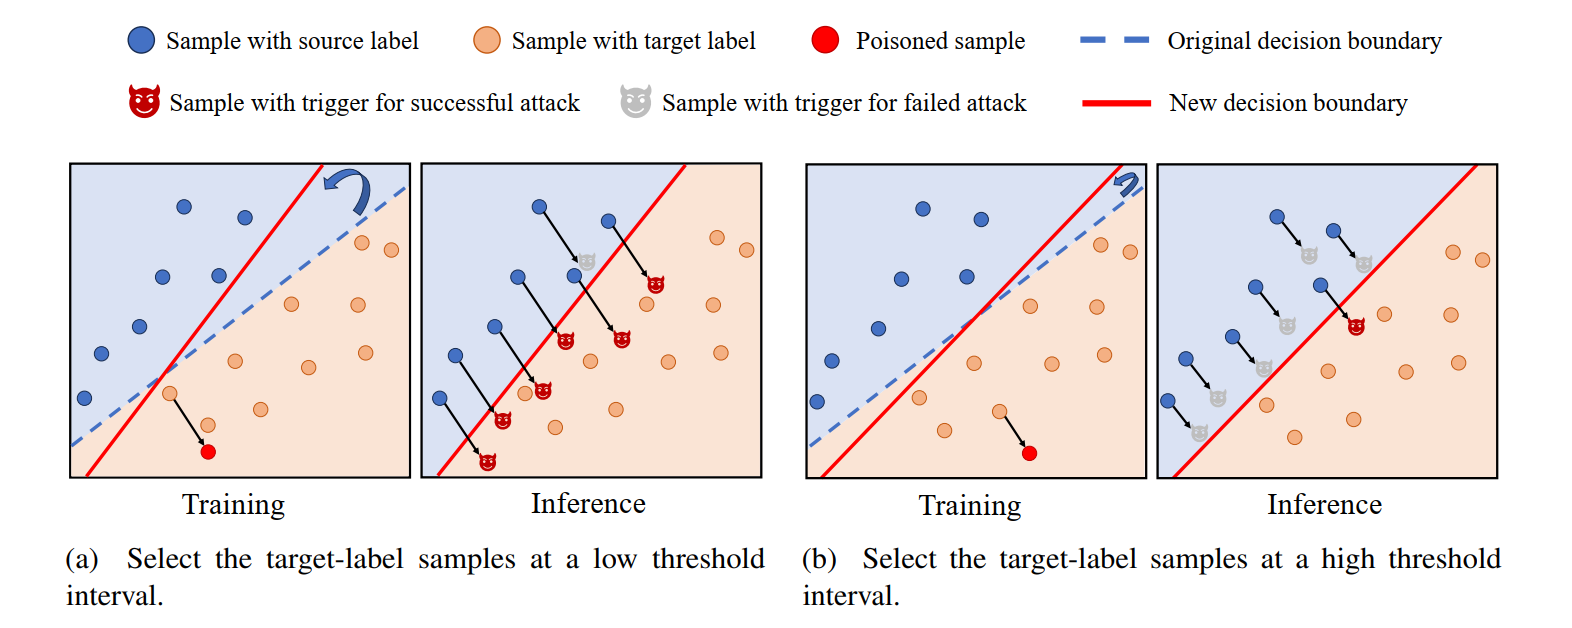 Sample with source label
Sample with target label
Poisoned sample
Original decision boundary
Sample with trigger for successful attack
Sample with trigger for failed attack
New decision boundary
Training
Inference
Training
Inference
(a) Select the target-label samples at a low threshold
interval.
(b) Select the target-label samples at a high threshold
interval.